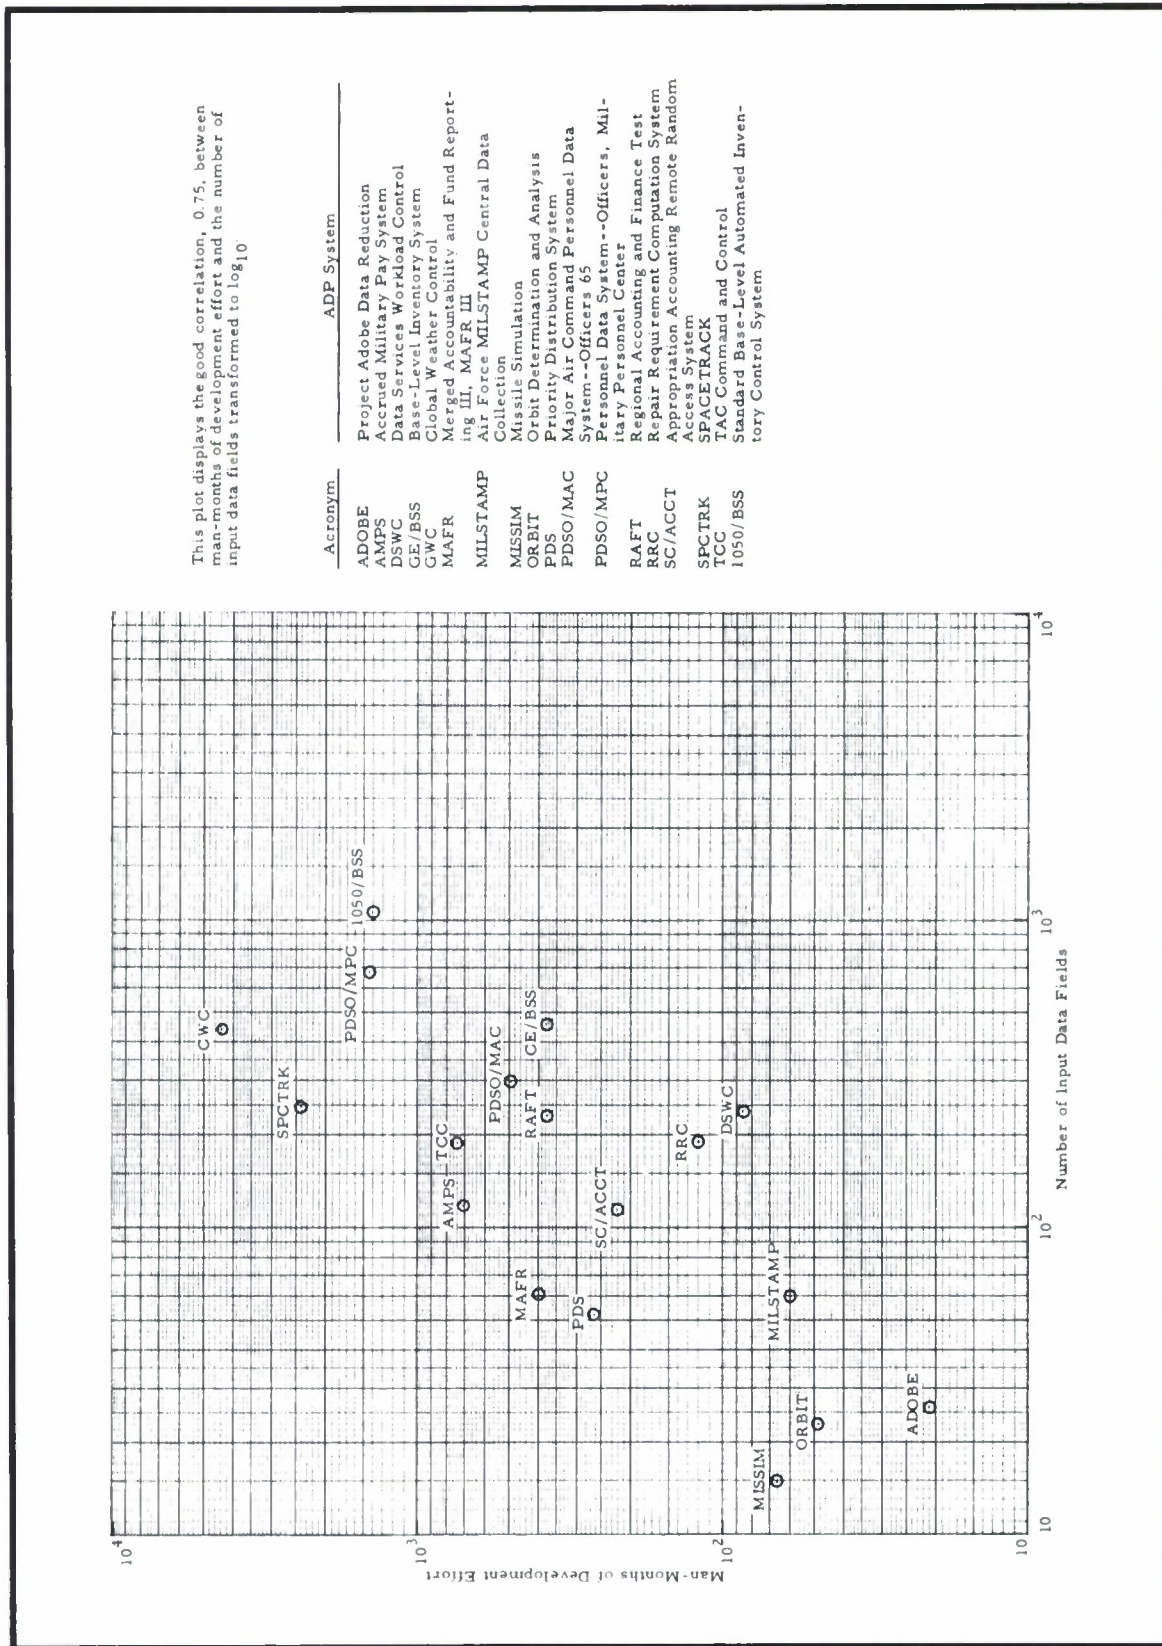 This plot displays the good correlation, 0.75, between
man-months of development effort and the number of
input data fields transformed to log10.
Acronym ADP System
ADOBE Project Adobe Data Reduction
AMPS Accrued Military Pay System
DSWC Data Services Workload Control
GE/BSS Base-Level Inventory System
GWC Global Weather Control
MAFR Merged Accountability and Fund Report-
ing III, MAFR III
MILSTAMP Air Force MILSTAMP Central Data
Collection
MISSIM Missile Simulation
ORBIT Orbit Determination and Analysis
PDS Priority Distribution System
PDSO/MAC Major Air Command Personnel Data
System--Officers 65
PDSO/MPC Personnel Data System--Officers, Mil-
itary Personnel Center
RAFT Regional Accounting and Finance Test
RRC Repair Requirement Computation System
SC/ACCT Appropriation Accounting Remote Random
Access System
SPCTRK SPACETRACK
TCC TAC Command and Control
1050/BSS Standard Base-Level Automated Inven-
tory Control System
Man-Months of Development Effort
10^4
10^3
10^2
10
GWC
SPCTRK
PDSO/MPC
1050/BSS
AMPS
TCC
PDSO/MAC
MAFR
RAFT
GE/BSS
PDS
SC/ACCT
RRC
DSWC
MISSIM
MILSTAMP
ORBIT
ADOBE
10
10^2
10^3
10^4
Number of Input Data Fields